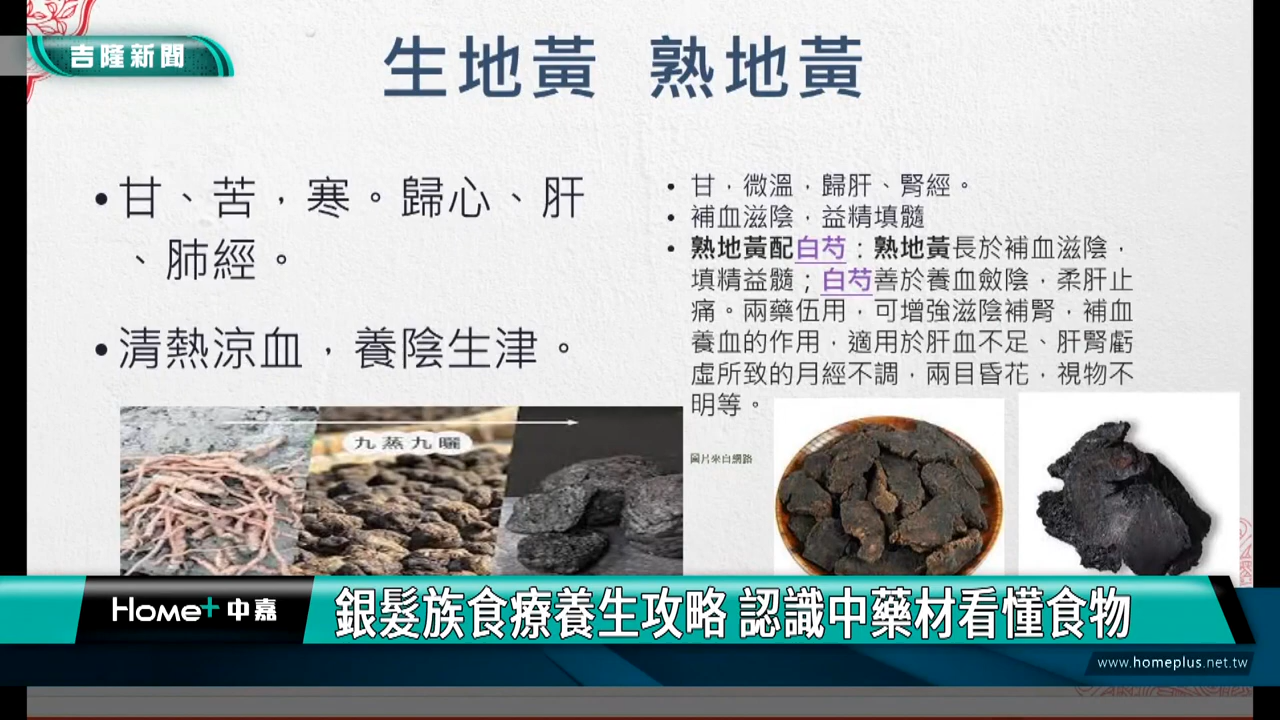 吉隆新聞
生地黃 熟地黃
•甘、苦，寒。歸心、肝
、肺經。
•清熱涼血，養陰生津。
• 甘，微溫，歸肝、腎經。
• 補血滋陰，益精填髓
• 熟地黃配白芍：熟地黃長於補血滋陰，
填精益髓；白芍善於養血斂陰，柔肝止
痛。兩藥伍用，可增強滋陰補腎，補血
養血的作用，適用於肝血不足、肝腎虧
虛所致的月經不調，兩目昏花，視物不
明等。
九蒸九曬
圖片來自網路
Home+中嘉
銀髮族食療養生攻略 認識中藥材看懂食物
www.homeplus.net.tw